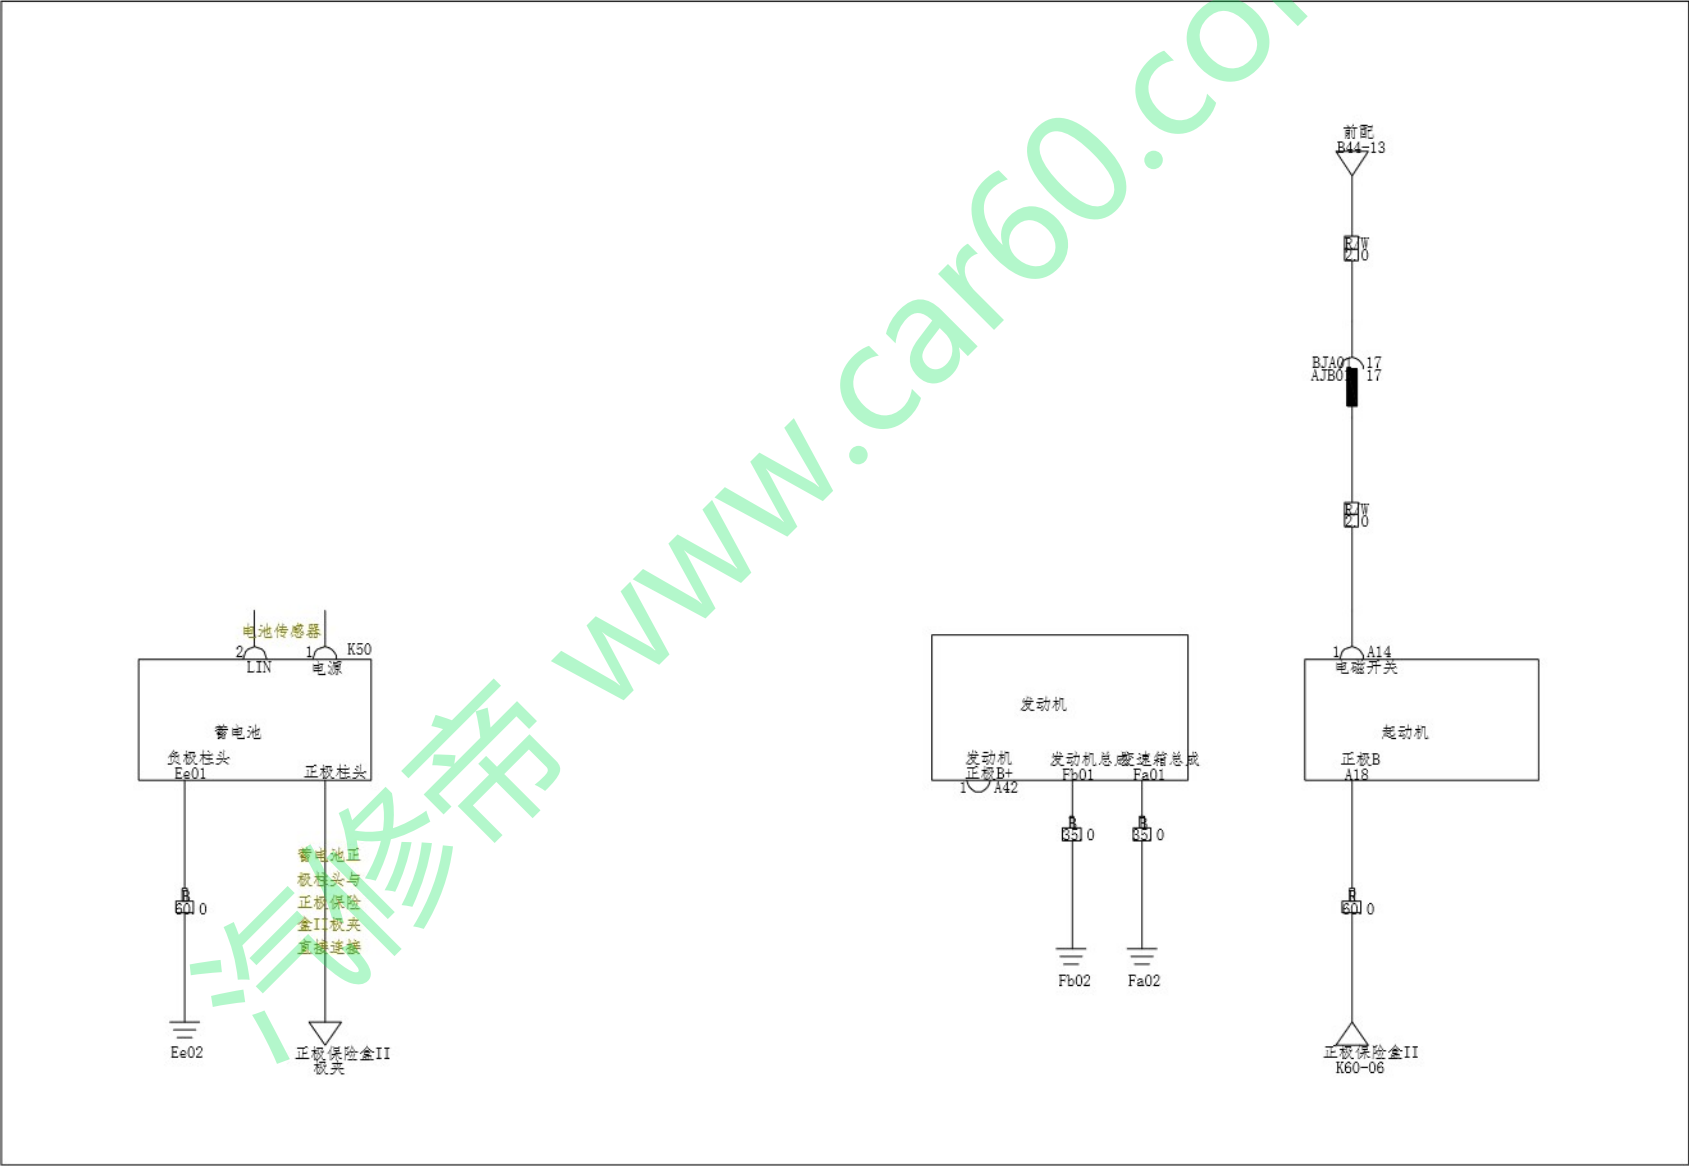 前配
B44-13
R/W
2.0
BJA01 17
AJB01 17
R/W
2.0
电池传感器
2 1 K50
LIN 电源
蓄电池
负极柱头
Ee01
正极柱头
蓄电池正
极柱头与
正极保险
盒II极夹
直接连接
B
60.0
Ee02
正极保险盒II
极夹
发动机
发动机
正极B+
1 A42
发动机总成
Fb01
变速箱总成
Fa01
B
35.0
B
35.0
Fb02
Fa02
1 A14
电磁开关
起动机
正极B
A18
R
60.0
正极保险盒II
K60-06
汽修帝 www.car60.co